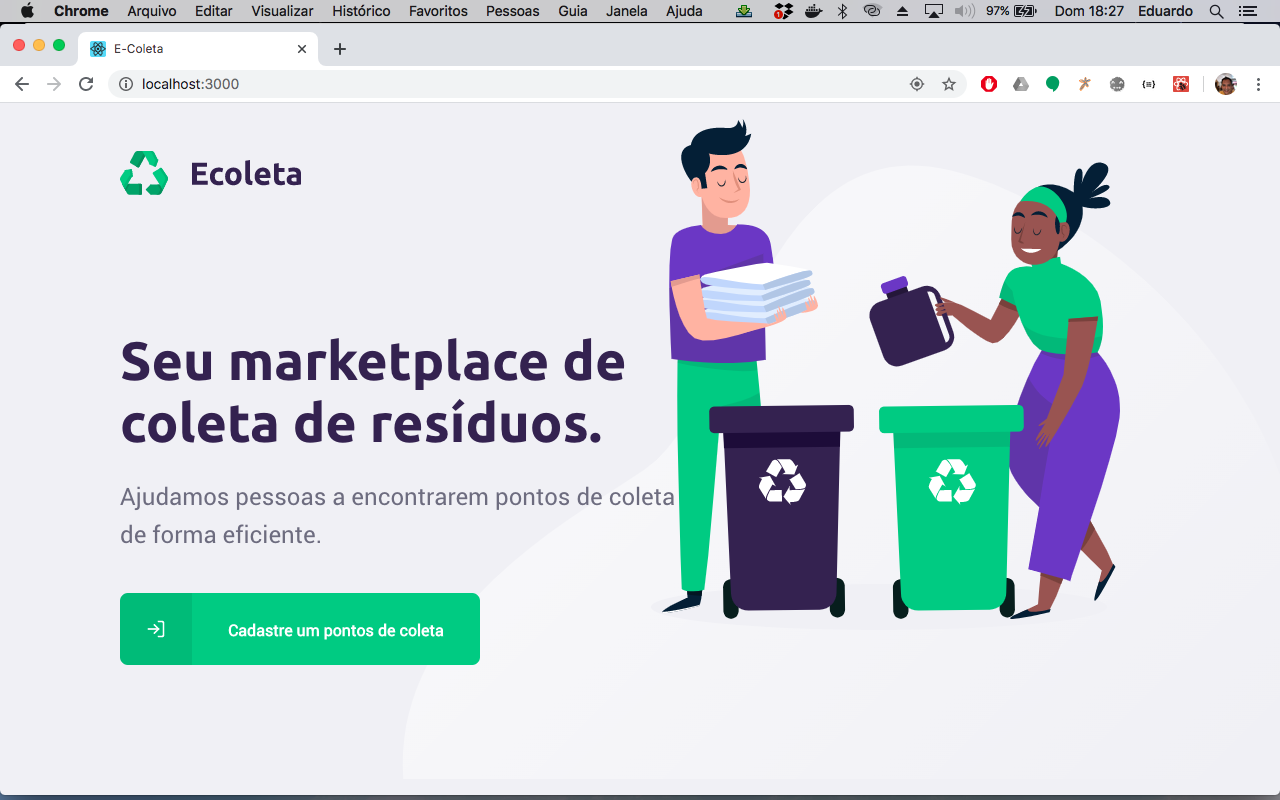 Chrome Arquivo Editar Visualizar Histórico Favoritos Pessoas Guia Janela Ajuda 1 97% Dom 18:27 Eduardo
E-Coleta
localhost:3000
Ecoleta
Seu marketplace de
coleta de resíduos.
Ajudamos pessoas a encontrarem pontos de coleta
de forma eficiente.
Cadastre um pontos de coleta